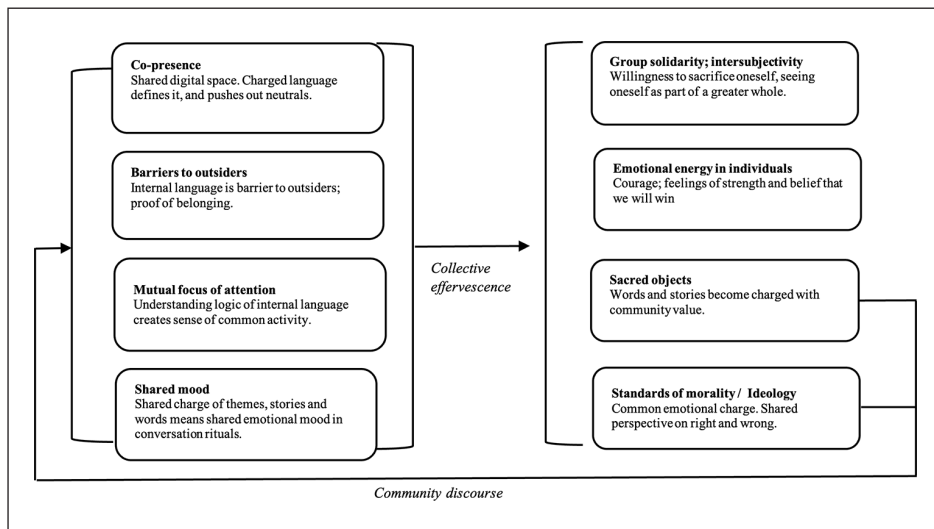 Co-presence
Shared digital space. Charged language
defines it, and pushes out neutrals.
Barriers to outsiders
Internal language is barrier to outsiders;
proof of belonging.
Mutual focus of attention
Understanding logic of internal language
creates sense of common activity.
Shared mood
Shared charge of themes, stories and
words means shared emotional mood in
conversation rituals.
Collective
effervescence
Group solidarity; intersubjectivity
Willingness to sacrifice oneself, seeing
oneself as part of a greater whole.
Emotional energy in individuals
Courage; feelings of strength and belief that
we will win
Sacred objects
Words and stories become charged with
community value.
Standards of morality / Ideology
Common emotional charge. Shared
perspective on right and wrong.
Community discourse